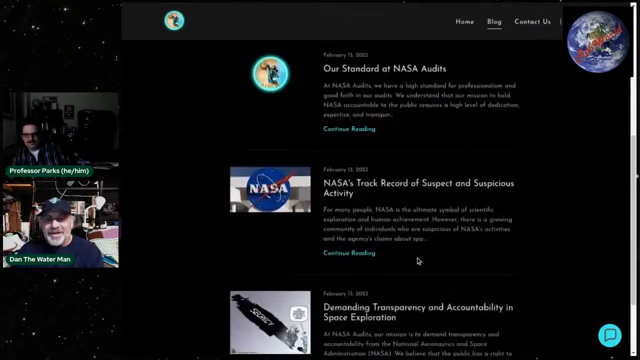 Home Blog Contact Us
February 13, 2023
Our Standard at NASA Audits
At NASA Audits, we have a high standard for professionalism and
good faith in our audits. We understand that our mission to hold
NASA accountable to the public requires a high level of dedication,
expertise, and transpar...
Continue Reading
Professor Parks (he/him)
February 13, 2023
NASA
NASA's Track Record of Suspect and Suspicious
Activity
For many people, NASA is the ultimate symbol of scientific
exploration and human achievement. However, there is a growing
community of individuals who are suspicious of NASA's activities
and the agency's claims about spa...
Continue Reading
Dan The Water Man
February 13, 2023
SECRECY
Demanding Transparency and Accountability in
Space Exploration
At NASA Audits, our mission is to demand transparency and
accountability from the National Aeronautics and Space
Administration (NASA). We believe that the public has a right to